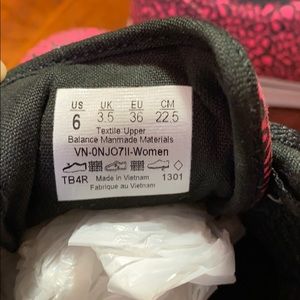 US UK EU CM
6 3.5 36 22.5
Textile Upper
Balance Manmade Materials
VN-0NJO7II-Women
TB4R Made in Vietnam 1301
Fabrique au Vietnam